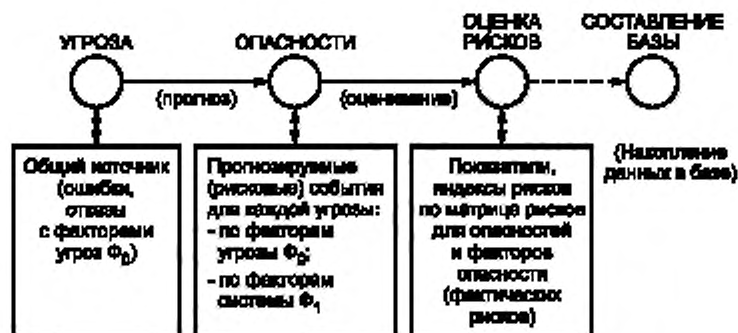 УГРОЗА
ОПАСНОСТИ
ОЦЕНКА
РИСКОВ
СОСТАВЛЕНИЕ
БАЗЫ
(прогноз)
(оценивание)
Общий источник
(ошибки,
отказы
с факторами
угроз Ф₀)
Прогнозируемые
(рисковые) события
для каждой угрозы:
- по факторам
угрозы Ф₀;
- по факторам
системы Ф₁
Показатели,
индексы рисков
по матрица рисков
для опасностей
и факторов
опасности
(фактических
рисков)
(Накопление
данных в базе)